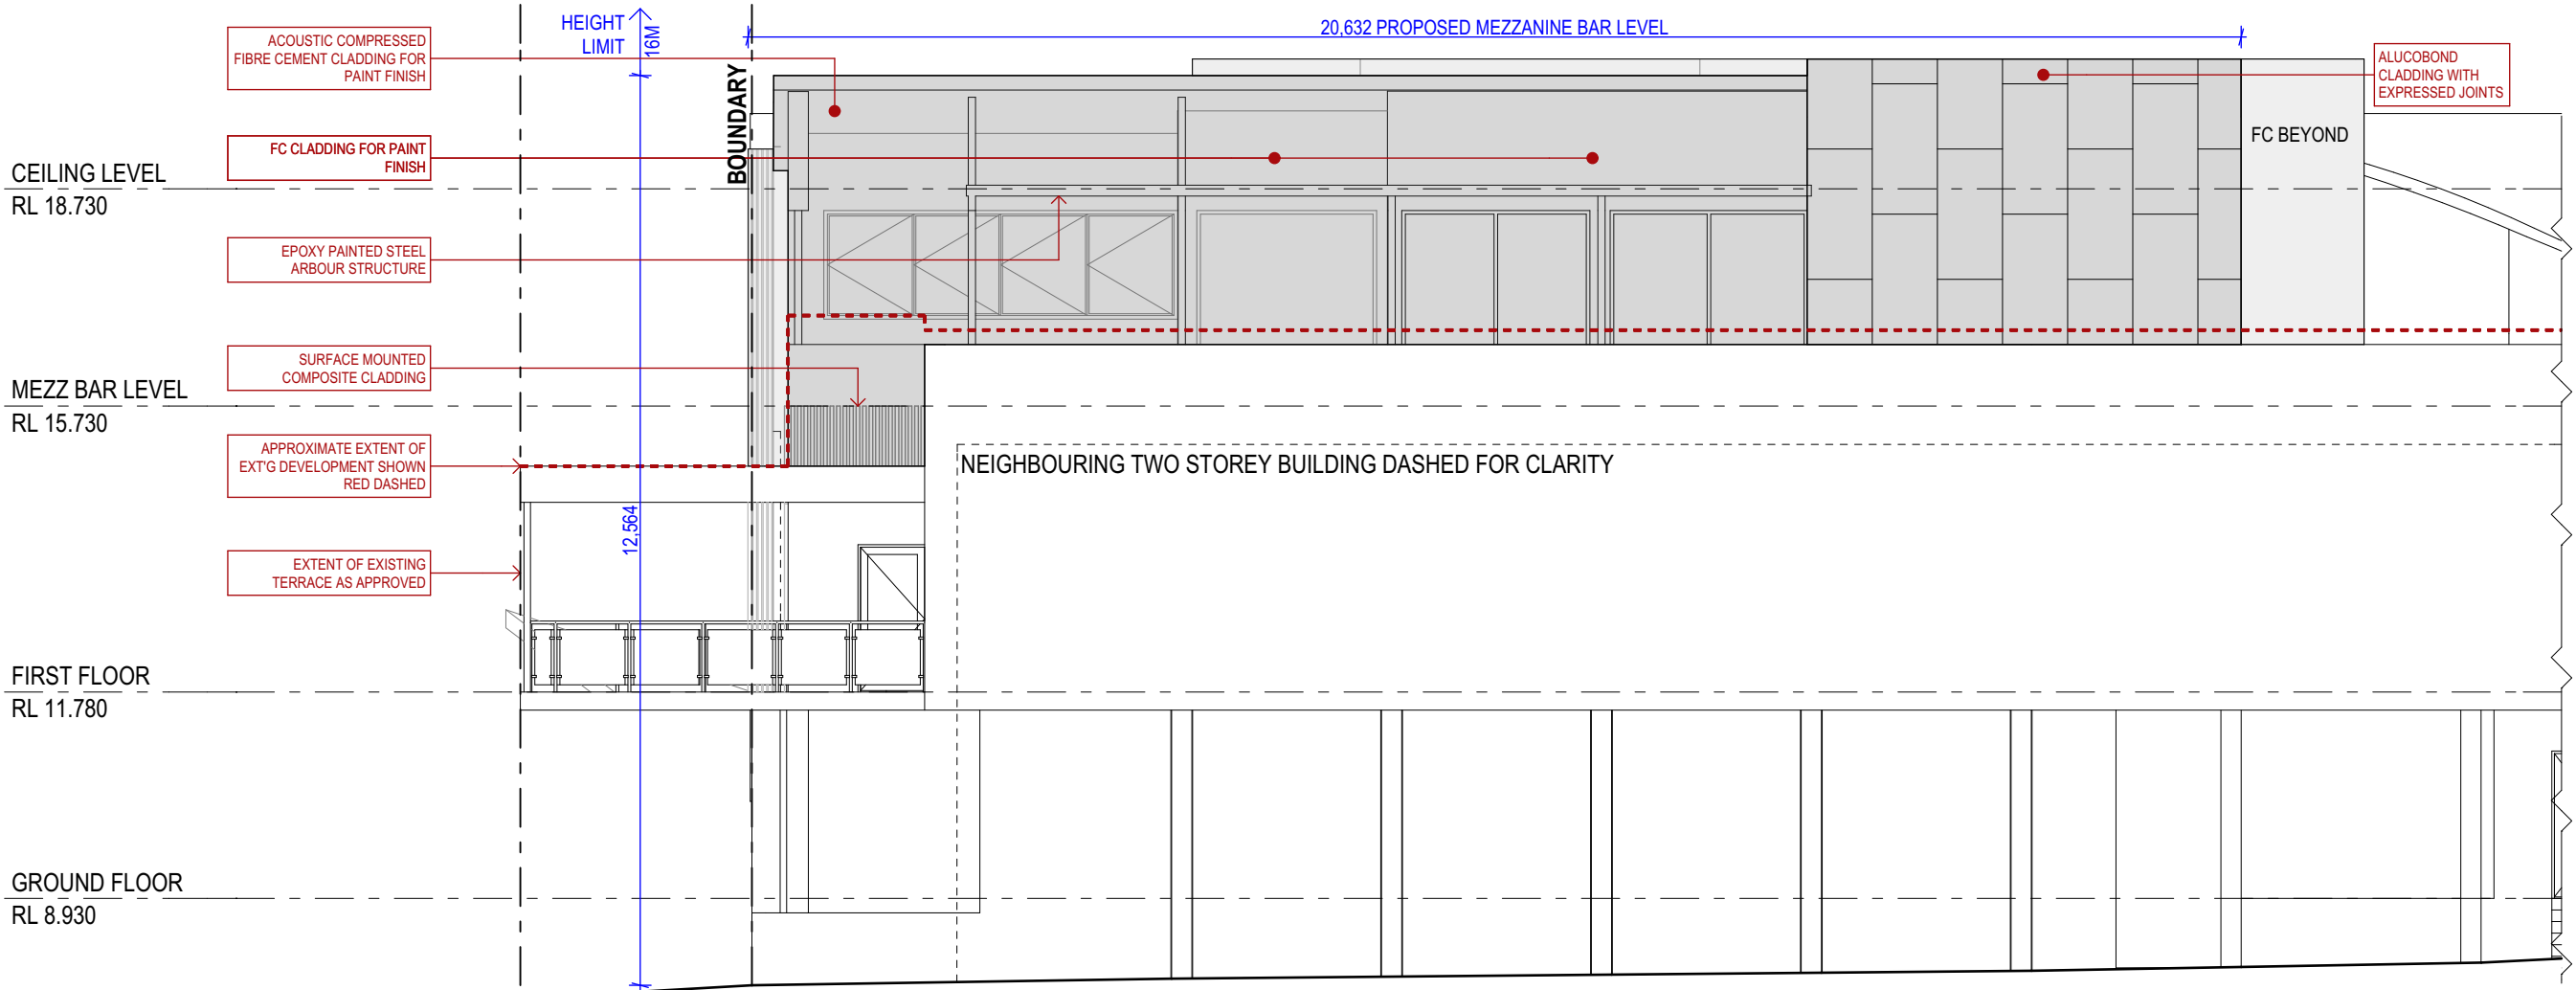 HEIGHT
LIMIT
16M
20,632 PROPOSED MEZZANINE BAR LEVEL
ACOUSTIC COMPRESSED
FIBRE CEMENT CLADDING FOR
PAINT FINISH
ALUCOBOND
CLADDING WITH
EXPRESSED JOINTS
BOUNDARY
FC BEYOND
FC CLADDING FOR PAINT
FINISH
CEILING LEVEL
RL 18.730
EPOXY PAINTED STEEL
ARBOUR STRUCTURE
SURFACE MOUNTED
COMPOSITE CLADDING
MEZZ BAR LEVEL
RL 15.730
APPROXIMATE EXTENT OF
EXT'G DEVELOPMENT SHOWN
RED DASHED
NEIGHBOURING TWO STOREY BUILDING DASHED FOR CLARITY
12,564
EXTENT OF EXISTING
TERRACE AS APPROVED
FIRST FLOOR
RL 11.780
GROUND FLOOR
RL 8.930